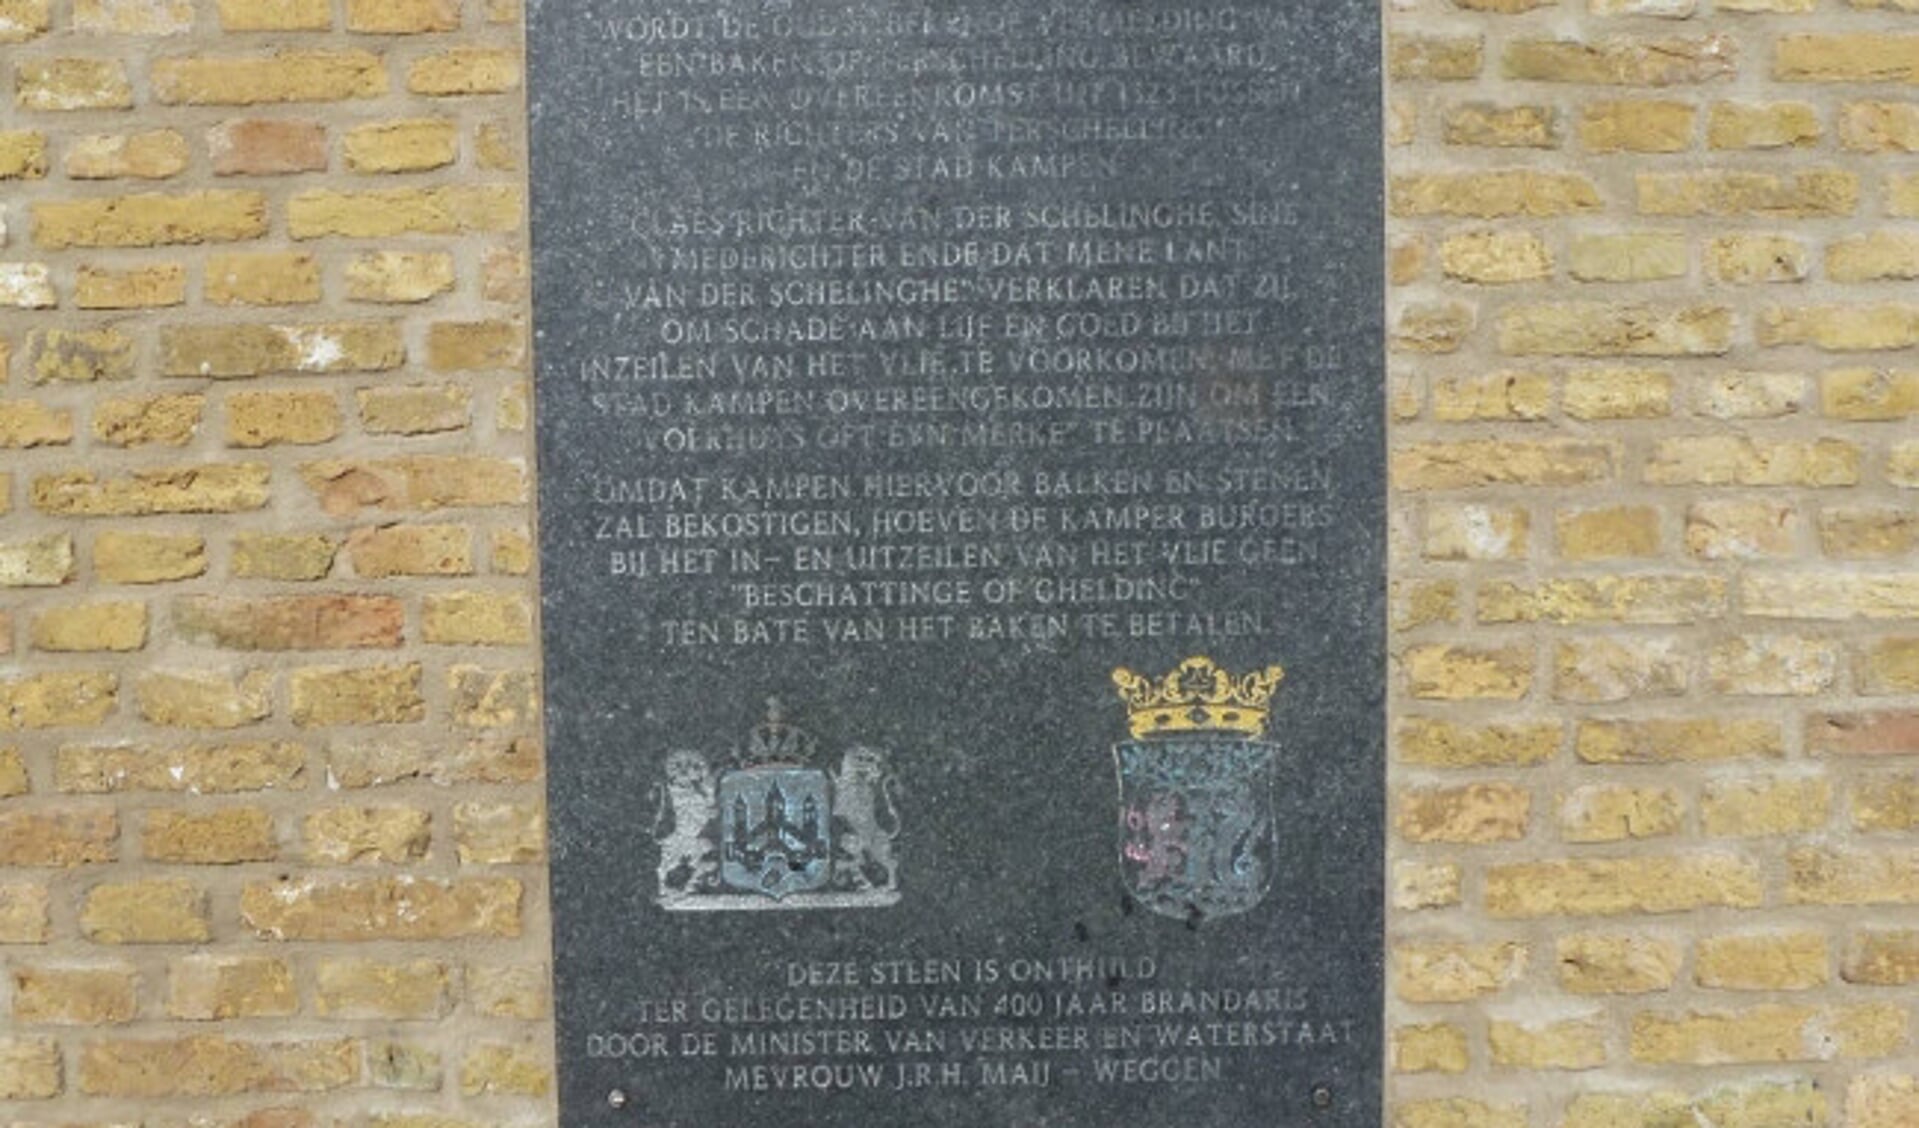 WORDT DE OUDST BEKENDE VERMELDING VAN
EEN BAKEN OP TERSCHELLING BEWAARD.
HET IS EEN OVEREENKOMST UIT 1323 TUSSEN
"DE RICHTERS VAN TERSCHELLING"
EN DE STAD KAMPEN
CLAES RICHTER VAN DER SCHELINGHE, SINE
MEDERICHTER ENDE DAT MENE LANT
VAN DER SCHELINGHE" VERKLAREN DAT ZIJ,
OM SCHADE AAN LIJF EN GOED BIJ HET
INZEILEN VAN HET VLIE TE VOORKOMEN, MET DE
STAD KAMPEN OVEREENGEKOMEN ZIJN OM EEN
OFT EYN MERKE" TE PLAATSEN.
OMDAT KAMPEN HIERVOOR BALKEN EN STENEN
ZAL BEKOSTIGEN, HOEVEN DE KAMPER BURGERS
BIJ HET IN- EN UITZEILEN VAN HET VLIE GEEN
"BESCHATTINGE OF GHELDING"
TEN BATE VAN HET BAKEN TE BETALEN.
DEZE STEEN IS ONTHULD
TER GELEGENHEID VAN 400 JAAR BRANDARIS
DOOR DE MINISTER VAN VERKEER EN WATERSTAAT
MEVROUW J.R.H. MAIJ - WEGGEN